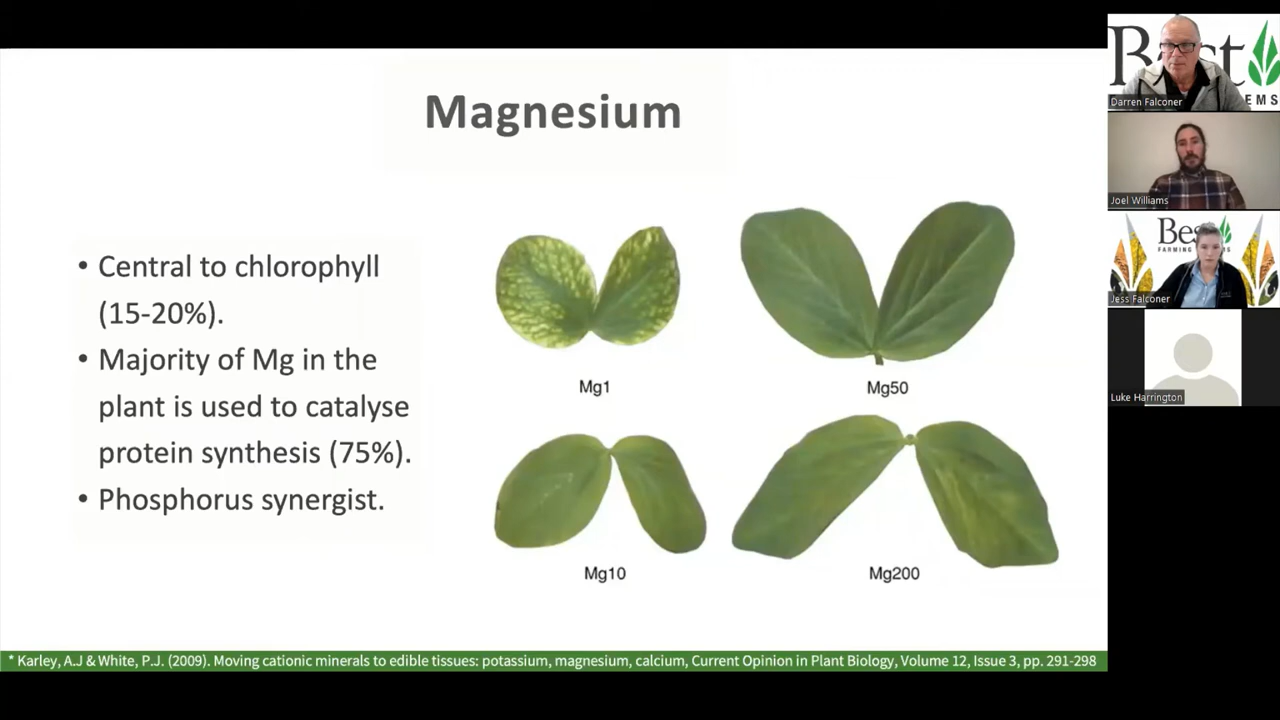 Magnesium
• Central to chlorophyll
(15-20%).
• Majority of Mg in the
plant is used to catalyse
protein synthesis (75%).
• Phosphorus synergist.
Mg1
Mg50
Mg10
Mg200
* Karley, A.J & White, P.J. (2009). Moving cationic minerals to edible tissues: potassium, magnesium, calcium, Current Opinion in Plant Biology, Volume 12, Issue 3, pp. 291-298
Darren Falconer
Joel Williams
Jess Falconer
Luke Harrington